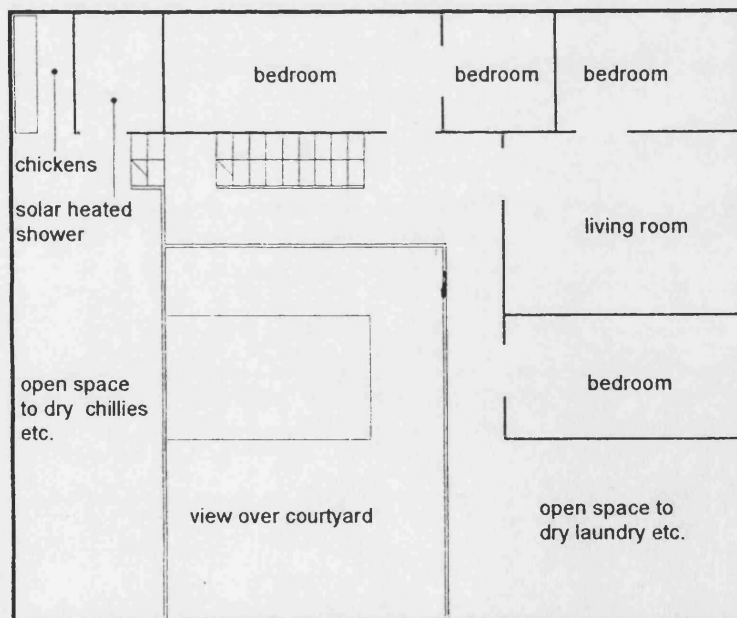 bedroom
bedroom
bedroom
chickens
solar heated
shower
living room
open space
to dry chillies
etc.
bedroom
view over courtyard
open space to
dry laundry etc.